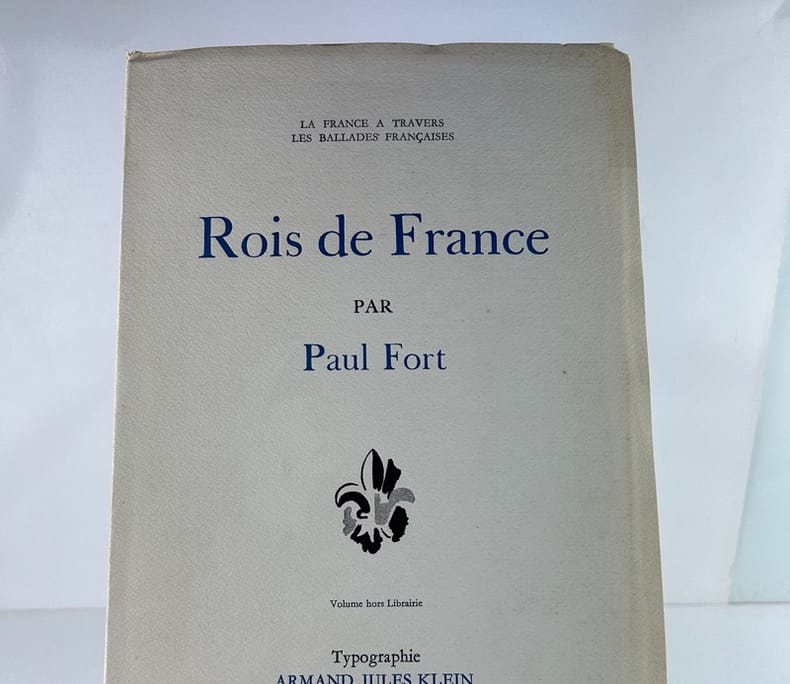 LA FRANCE A TRAVERS
LES BALLADES FRANÇAISES
Rois de France
PAR
Paul Fort
Volume hors Librairie
Typographie
ARMAND JULES KLEIN